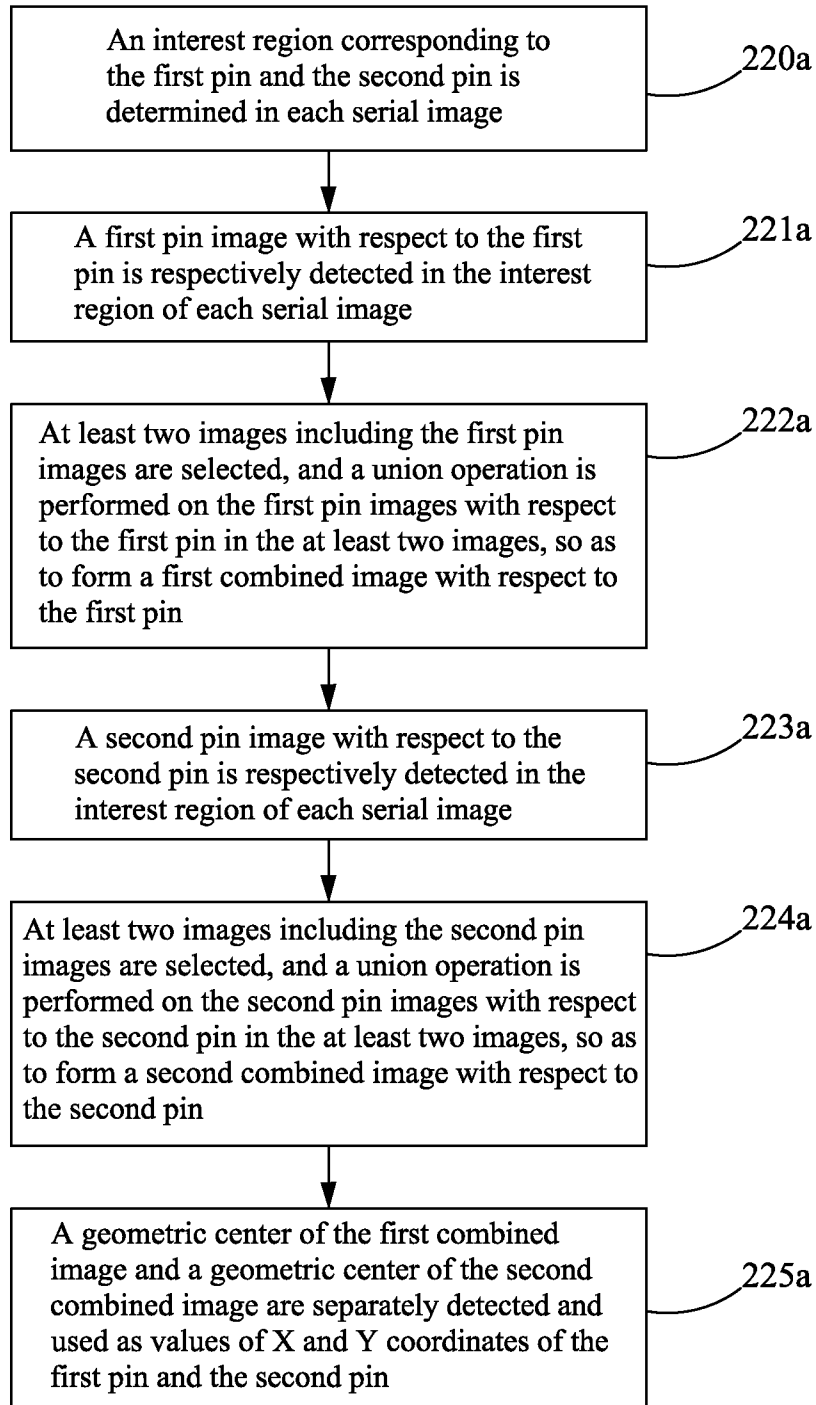 An interest region corresponding to
the first pin and the second pin is
determined in each serial image
220a
A first pin image with respect to the first
pin is respectively detected in the interest
region of each serial image
221a
At least two images including the first pin
images are selected, and a union operation is
performed on the first pin images with respect
to the first pin in the at least two images, so as
to form a first combined image with respect to
the first pin
222a
A second pin image with respect to the
second pin is respectively detected in the
interest region of each serial image
223a
At least two images including the second pin
images are selected, and a union operation is
performed on the second pin images with respect
to the second pin in the at least two images, so as
to form a second combined image with respect to
the second pin
224a
A geometric center of the first combined
image and a geometric center of the second
combined image are separately detected and
used as values of X and Y coordinates of the
first pin and the second pin
225a